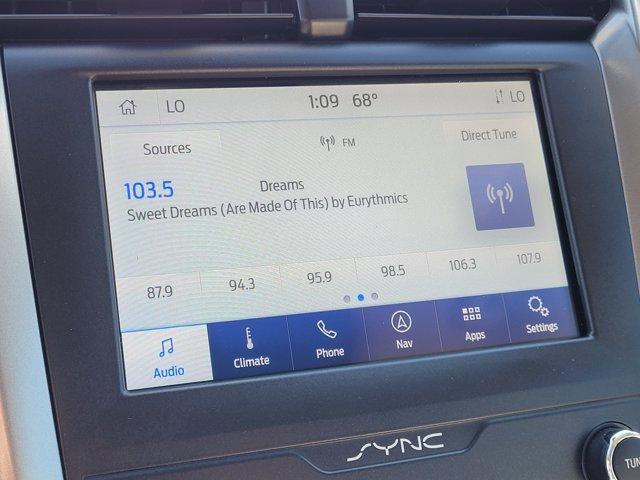 LO 1:09 68° LO
Sources FM Direct Tune
103.5 Dreams
Sweet Dreams (Are Made Of This) by Eurythmics
87.9 94.3 95.9 98.5 106.3 107.9
Audio Climate Phone Nav Apps Settings
SYNC
TUN